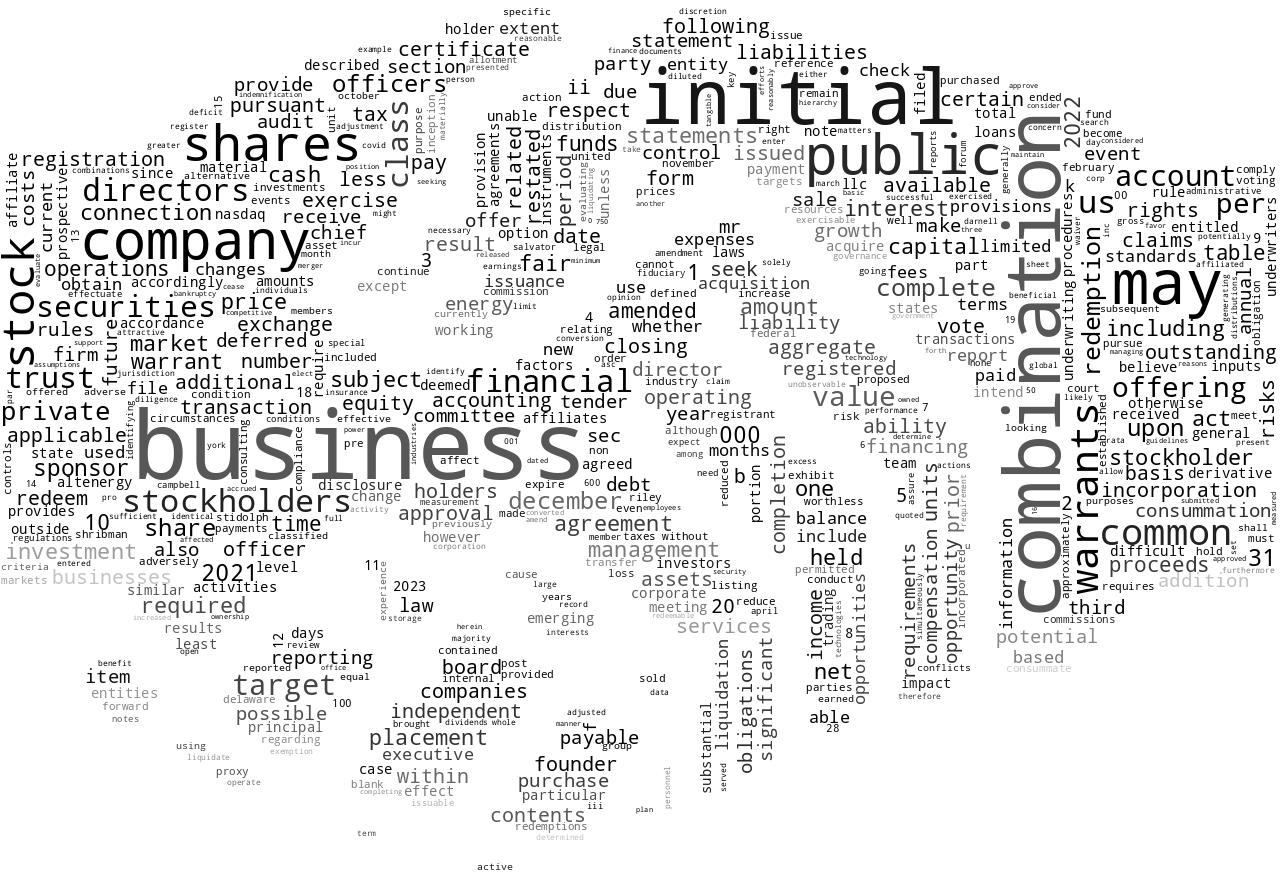 specific discretion
holder extent following issue
example certificate reasonable statement finance documents liabilities
described section allotment presented party entity diluted key efforts reasonably reference either check
provide officers person ii due initial remain hierarchy filed purchased approve
deficit 15 indemnification october class inception materially action respect tangible certain ended consider
pursuant unit tax purpose unable distribution statements right note matters total concern 2022 fund search
register audit adjustment provision agreements related restated instruments funds take enter public reports forum loans become
greater shares covid pay period united control issued generally day considered
affiliate registration combinations since material alternative cash position less seeking evaluating liquidating unless november payment maintain event
costs current prospective directors investments exercise 9 750 form targets march llc available february k corp account comply voting underwriters
stock 13 connection nasdaq events receive might offer prices another sale successful exercised us 00 rule administrative
company chief necessary option salvator date legal mr resources exercisable interest provisions procedures rights per gross favor entitled
asset incur month result released expenses growth well make darnell three waiver inc claims potentially
evaluate operations changes merger 3 earnings fair minimum amendment laws acquire governance capital limited redemption standards table 9
obtain accordingly cease amounts continue issuance cannot fiduciary 1 seek solely going fees part sheet may affiliated
effectuate bankruptcy individuals except commission acquisition complete combination underwriting generating distributions annual obligation
securities competitive price members energy limit use opinion defined increase amount states government terms beneficial subsequent
rules accordance exchange currently working 4 amended federal liability vote 19 including
support attractive market deferred special relating conversion whether transactions pursue
firm future warrant number require included new closing aggregate forth report global managing outstanding
trust assumptions jurisdiction elect identify factors order asc director technology registered none paid believe reasons inputs
par offered adverse file additional 18 subject deemed financial industry claim unobservable proposed intend 50 court likely offering risks
private diligence condition insurance equity accounting tender operating value owned established otherwise
transaction circumstances conditions effective committee affiliates year registrant risk performance 7 looking received act meet
applicable identifying business york power 001 sec although 000 ability determine rata guidelines upon general present
controls state used consulting compliance pre industries affect non expect months 6 financing warrants allow stockholder
sponsor altenergy accrued dated agreed among completion excess team actions basis derivative
14 campbell disclosure expire 600 debt need reduced b portion exhibit assure requirement 2 purposes incorporation measured
redeem pro stockholders change activity holders measurement december riley one worthless 5 prior submitted
provides sufficient identical stidolph full approval made converted amend even employees quoted units 16 consummation
outside 10 share payments time previously agreement balance u approximately common shall
regulations shribman affected classified however member taxes without include must
investment also officer corporation management held information difficult hold set
criteria entered adversely level 11 transfer investors permitted requirements simultaneously compensation opportunity incorporated proceeds approved 31
markets businesses 2021 experience 2023 cause loss assets security listing conduct furthermore
similar activities large corporate requires addition
required storage law years record meeting 20 reduce income trading technologies opportunities third
increased ownership emerging redeemable april commissions
results herein interests services 8 potential
least open 12 days review majority
reporting contained based
benefit reported office board post sold liquidation obligations significant net conflicts consummate
item equal internal provided parties impact
entities target companies data earned therefore
forward delaware 100 independent substantial able
notes possible brought dividends whole adjusted 28
principal placement manner f payable
using regarding executive group
liquidate exemption case founder served
proxy operate blank within purchase personnel
completing effect particular
issuable iii plan
contents
term redemptions
determined
active